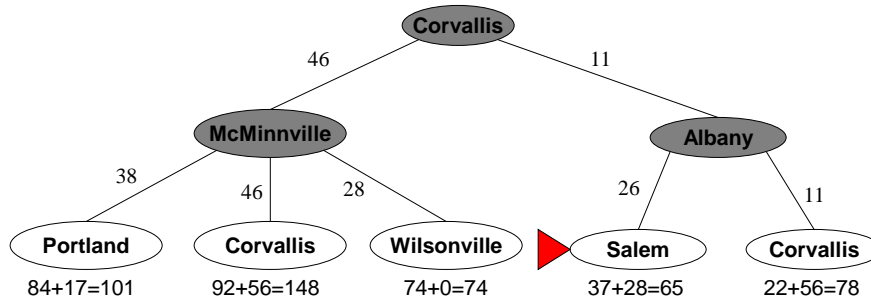 Corvallis
46
11
McMinnville
Albany
38
46
28
26
11
Portland
Corvallis
Wilsonville
Salem
Corvallis
84+17=101
92+56=148
74+0=74
37+28=65
22+56=78